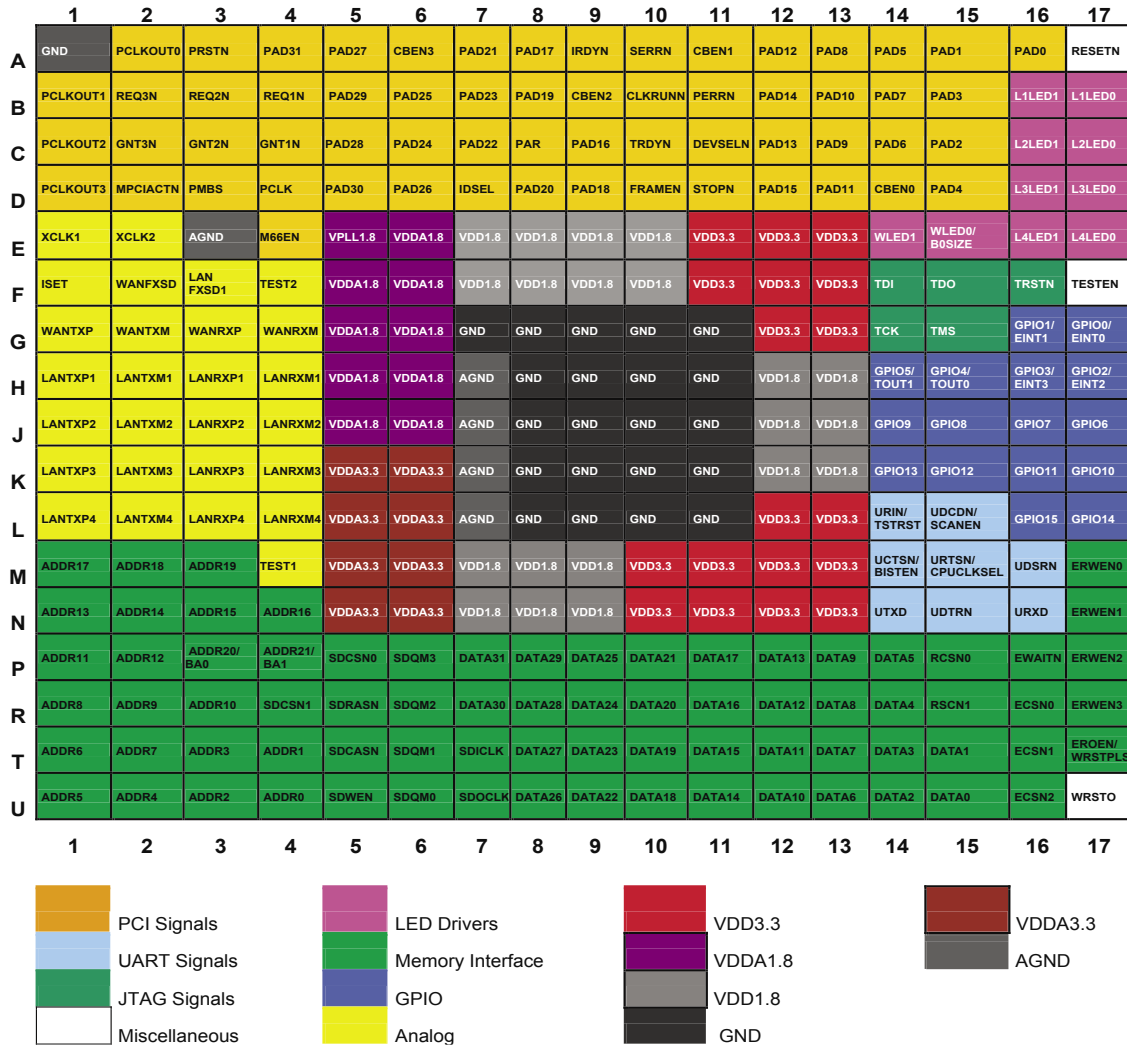 1 2 3 4 5 6 7 8 9 10 11 12 13 14 15 16 17
A GND PCLKOUT0 PRSTN PAD31 PAD27 CBEN3 PAD21 PAD17 IRDYN SERRN CBEN1 PAD12 PAD8 PAD5 PAD1 PAD0 RESETN
B PCLKOUT1 REQ3N REQ2N REQ1N PAD29 PAD25 PAD23 PAD19 CBEN2 CLKRUNN PERRN PAD14 PAD10 PAD7 PAD3 L1LED1 L1LED0
C PCLKOUT2 GNT3N GNT2N GNT1N PAD28 PAD24 PAD22 PAR PAD16 TRDYN DEVSELN PAD13 PAD9 PAD6 PAD2 L2LED1 L2LED0
D PCLKOUT3 MPCIACTN PMBS PCLK PAD30 PAD26 IDSEL PAD20 PAD18 FRAMEN STOPN PAD15 PAD11 CBEN0 PAD4 L3LED1 L3LED0
E XCLK1 XCLK2 AGND M66EN VPLL1.8 VDDA1.8 VDD1.8 VDD1.8 VDD1.8 VDD1.8 VDD3.3 VDD3.3 VDD3.3 WLED1 WLED0/ B0SIZE L4LED1 L4LED0
F ISET WANFXSD LAN FXSD1 TEST2 VDDA1.8 VDDA1.8 VDD1.8 VDD1.8 VDD1.8 VDD1.8 VDD3.3 VDD3.3 VDD3.3 TDI TDO TRSTN TESTEN
G WANTXP WANTXM WANRXP WANRXM VDDA1.8 VDDA1.8 GND GND GND GND GND VDD3.3 VDD3.3 TCK TMS GPIO1/ EINT1 GPIO0/ EINT0
H LANTXP1 LANTXM1 LANRXP1 LANRXM1 VDDA1.8 VDDA1.8 AGND GND GND GND GND VDD1.8 VDD1.8 GPIO5/ TOUT1 GPIO4/ TOUT0 GPIO3/ EINT3 GPIO2/ EINT2
J LANTXP2 LANTXM2 LANRXP2 LANRXM2 VDDA1.8 VDDA1.8 AGND GND GND GND GND VDD1.8 VDD1.8 GPIO9 GPIO8 GPIO7 GPIO6
K LANTXP3 LANTXM3 LANRXP3 LANRXM3 VDDA3.3 VDDA3.3 AGND GND GND GND GND VDD1.8 VDD1.8 GPIO13 GPIO12 GPIO11 GPIO10
L LANTXP4 LANTXM4 LANRXP4 LANRXM4 VDDA3.3 VDDA3.3 AGND GND GND GND GND VDD3.3 VDD3.3 URIN/ TSTRST UDCDN/ SCANEN GPIO15 GPIO14
M ADDR17 ADDR18 ADDR19 TEST1 VDDA3.3 VDDA3.3 VDD1.8 VDD1.8 VDD1.8 VDD3.3 VDD3.3 VDD3.3 VDD3.3 UCTSN/ BISTEN URTSN/ CPUCLKSEL UDSRN ERWEN0
N ADDR13 ADDR14 ADDR15 ADDR16 VDDA3.3 VDDA3.3 VDD1.8 VDD1.8 VDD1.8 VDD3.3 VDD3.3 VDD3.3 VDD3.3 UTXD UDTRN URXD ERWEN1
P ADDR11 ADDR12 ADDR20/ BA0 ADDR21/ BA1 SDCSN0 SDQM3 DATA31 DATA29 DATA25 DATA21 DATA17 DATA13 DATA9 DATA5 RCSN0 EWAITN ERWEN2
R ADDR8 ADDR9 ADDR10 SDCSN1 SDRASN SDQM2 DATA30 DATA28 DATA24 DATA20 DATA16 DATA12 DATA8 DATA4 RSCN1 ECSN0 ERWEN3
T ADDR6 ADDR7 ADDR3 ADDR1 SDCASN SDQM1 SDICLK DATA27 DATA23 DATA19 DATA15 DATA11 DATA7 DATA3 DATA1 ECSN1 EROEN/ WRSTPLS
U ADDR5 ADDR4 ADDR2 ADDR0 SDWEN SDQM0 SDOCLK DATA26 DATA22 DATA18 DATA14 DATA10 DATA6 DATA2 DATA0 ECSN2 WRSTO
1 2 3 4 5 6 7 8 9 10 11 12 13 14 15 16 17
PCI Signals LED Drivers VDD3.3 VDDA3.3
UART Signals Memory Interface VDDA1.8 AGND
JTAG Signals GPIO VDD1.8
Miscellaneous Analog GND